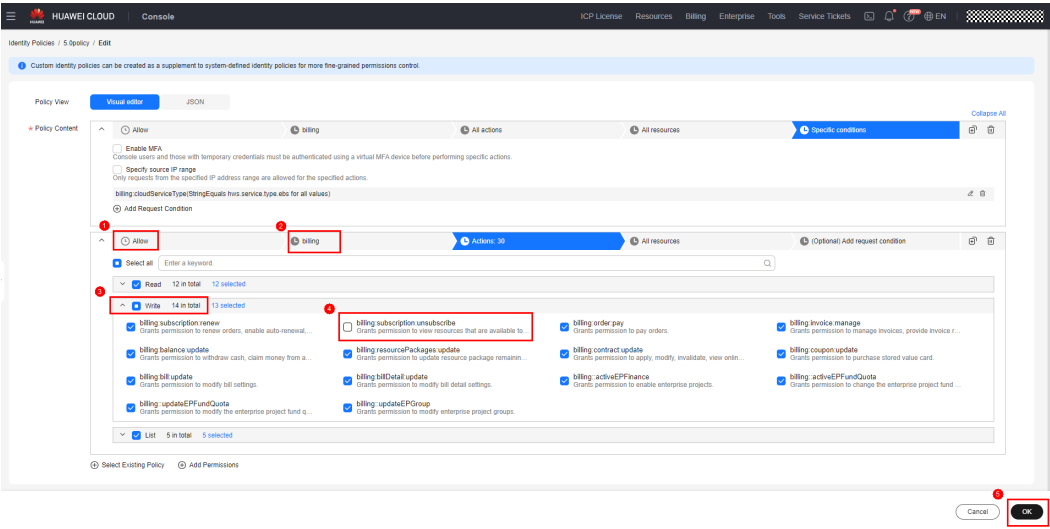 HUAWEI
HUAWEI CLOUD | Console ICP License Resources Billing Enterprise Tools Service Tickets NEW EN
Identity Policies / 5.0policy / Edit
Custom identity policies can be created as a supplement to system-defined identity policies for more fine-grained permissions control.
Policy View Visual editor JSON
Collapse All
* Policy Content Allow billing All actions All resources Specific conditions
Enable MFA
Console users and those with temporary credentials must be authenticated using a virtual MFA device before performing specific actions.
Specify source IP range
Only requests from the specified IP address range are allowed for the specified actions.
billing:cloudServiceType(StringEquals hws.service.type.ebs for all values)
Add Request Condition
1 2
Allow billing Actions: 30 All resources (Optional) Add request condition
Select all Enter a keyword.
Read 12 in total 12 selected
3
Write 14 in total 13 selected
4
billing:subscription:renew billing:subscription:unsubscribe billing:order:pay billing:invoice:manage
Grants permission to renew orders, enable auto-renewal,... Grants permission to view resources that are available to... Grants permission to pay orders. Grants permission to manage invoices, provide invoice r...
billing:balance:update billing:resourcePackages:update billing:contract:update billing:coupon:update
Grants permission to withdraw cash, claim money from a... Grants permission to update resource package remainin... Grants permission to apply, modify, invalidate, view onlin... Grants permission to purchase stored value card.
billing:bill:update billing:billDetail:update billing::activeEPFinance billing::activeEPFundQuota
Grants permission to modify bill settings. Grants permission to modify bill detail settings. Grants permission to enable enterprise projects. Grants permission to change the enterprise project fund ...
billing::updateEPFundQuota billing::updateEPGroup
Grants permission to modify the enterprise project fund q... Grants permission to modify enterprise project groups.
List 5 in total 5 selected
Select Existing Policy Add Permissions
5
Cancel OK